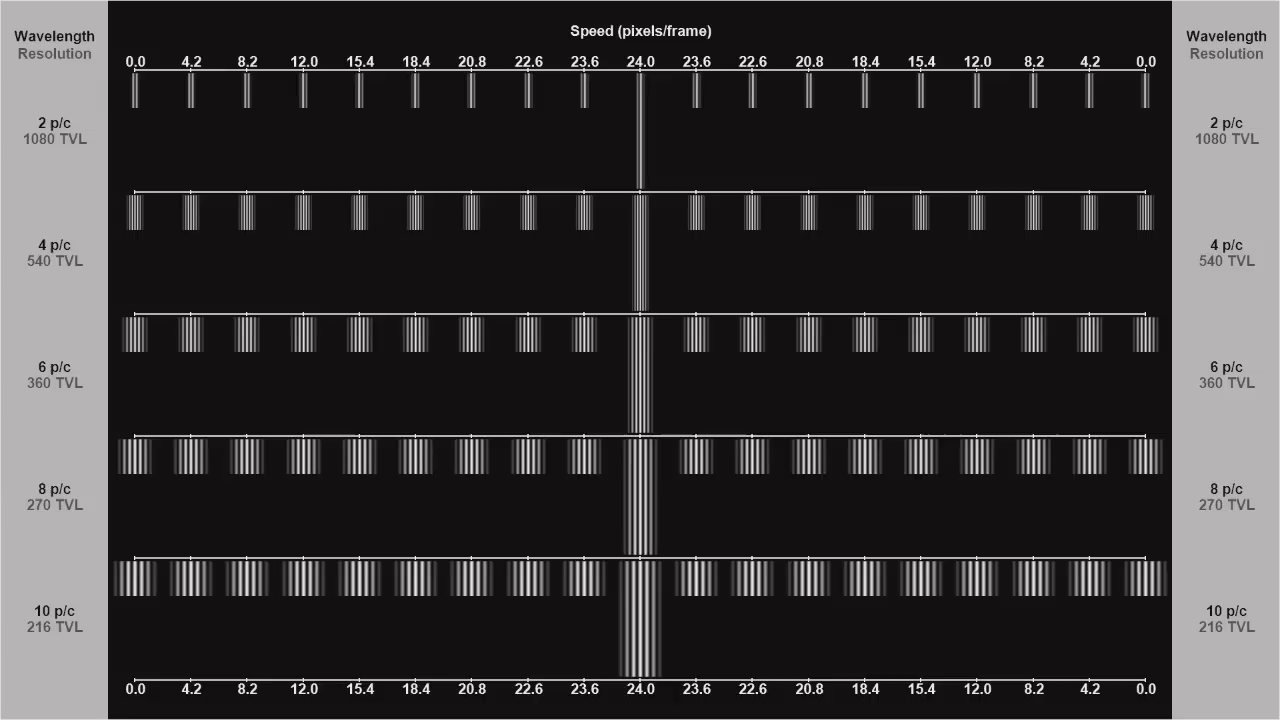 Speed (pixels/frame)
Wavelength
Resolution
Wavelength
Resolution
0.0 4.2 8.2 12.0 15.4 18.4 20.8 22.6 23.6 24.0 23.6 22.6 20.8 18.4 15.4 12.0 8.2 4.2 0.0
2 p/c
1080 TVL
2 p/c
1080 TVL
4 p/c
540 TVL
4 p/c
540 TVL
6 p/c
360 TVL
6 p/c
360 TVL
8 p/c
270 TVL
8 p/c
270 TVL
10 p/c
216 TVL
10 p/c
216 TVL
0.0 4.2 8.2 12.0 15.4 18.4 20.8 22.6 23.6 24.0 23.6 22.6 20.8 18.4 15.4 12.0 8.2 4.2 0.0